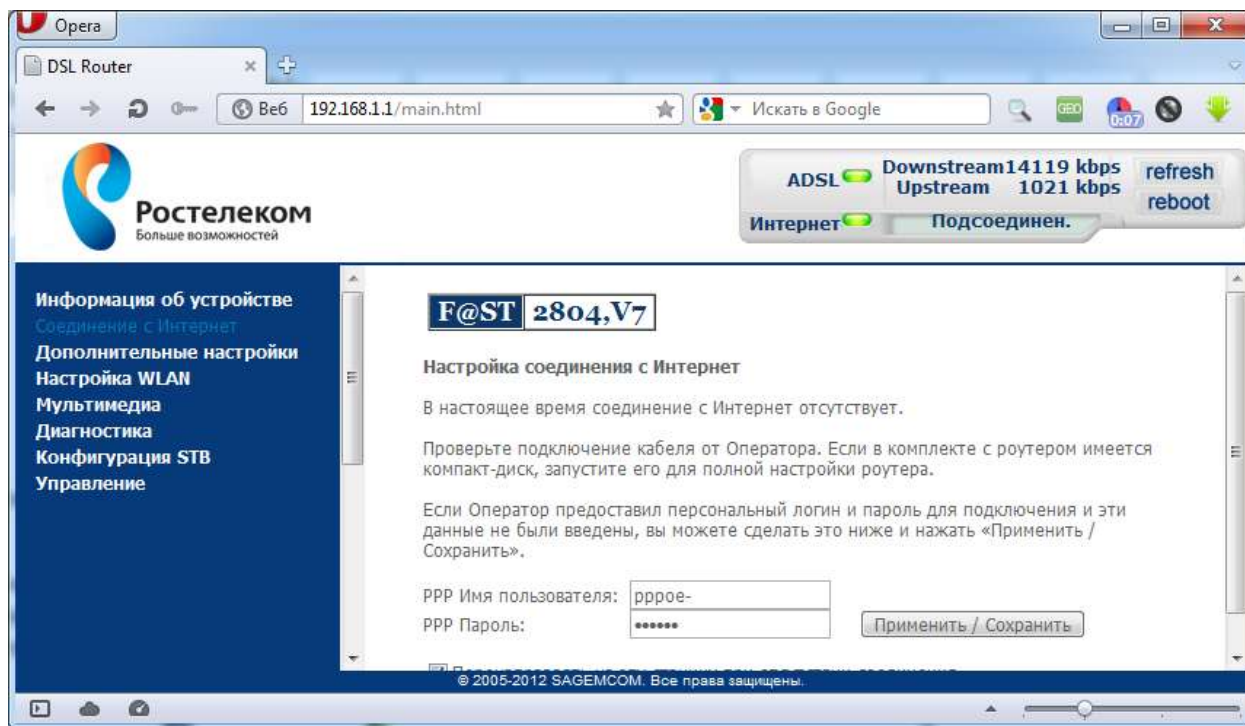 Opera
DSL Router
Веб 192.168.1.1/main.html Искать в Google GEO 0:07
Ростелеком
Больше возможностей
ADSL Downstream14119 kbps refresh
Upstream 1021 kbps reboot
Интернет Подсоединен.
Информация об устройстве
Соединение с Интернет
Дополнительные настройки
Настройка WLAN
Мультимедиа
Диагностика
Конфигурация STB
Управление
F@ST 2804,V7
Настройка соединения с Интернет
В настоящее время соединение с Интернет отсутствует.
Проверьте подключение кабеля от Оператора. Если в комплекте с роутером имеется
компакт-диск, запустите его для полной настройки роутера.
Если Оператор предоставил персональный логин и пароль для подключения и эти
данные не были введены, вы можете сделать это ниже и нажать «Применить /
Сохранить».
PPP Имя пользователя: pppoe-
PPP Пароль: •••••• Применить / Сохранить
© 2005-2012 SAGEMCOM. Все права защищены.